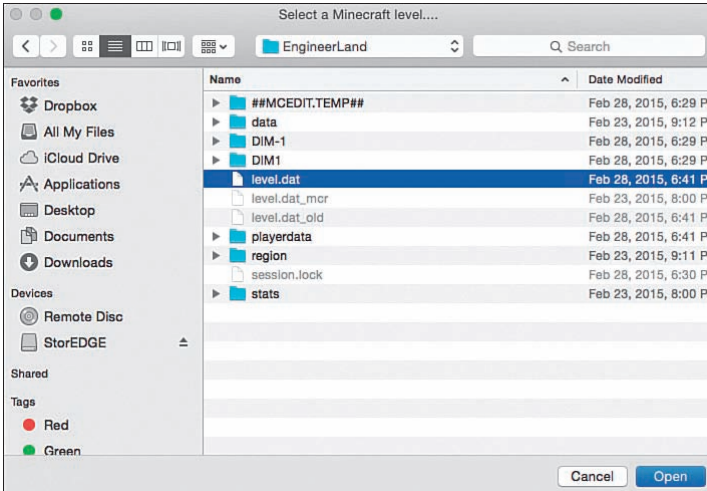 Select a Minecraft level....
EngineerLand
Search
Favorites
Dropbox
All My Files
iCloud Drive
Applications
Desktop
Documents
Downloads
Devices
Remote Disc
StorEDGE
Shared
Tags
Red
Green
Name Date Modified
##MCEDIT.TEMP## Feb 28, 2015, 6:29 P
data Feb 23, 2015, 9:12 P
DIM-1 Feb 28, 2015, 6:29 P
DIM1 Feb 28, 2015, 6:29 P
level.dat Feb 28, 2015, 6:41 P
level.dat_mcr Feb 23, 2015, 8:00 P
level.dat_old Feb 28, 2015, 6:41 P
playerdata Feb 28, 2015, 6:41 P
region Feb 23, 2015, 9:11 P
session.lock Feb 28, 2015, 6:30 P
stats Feb 23, 2015, 8:00 P
Cancel Open